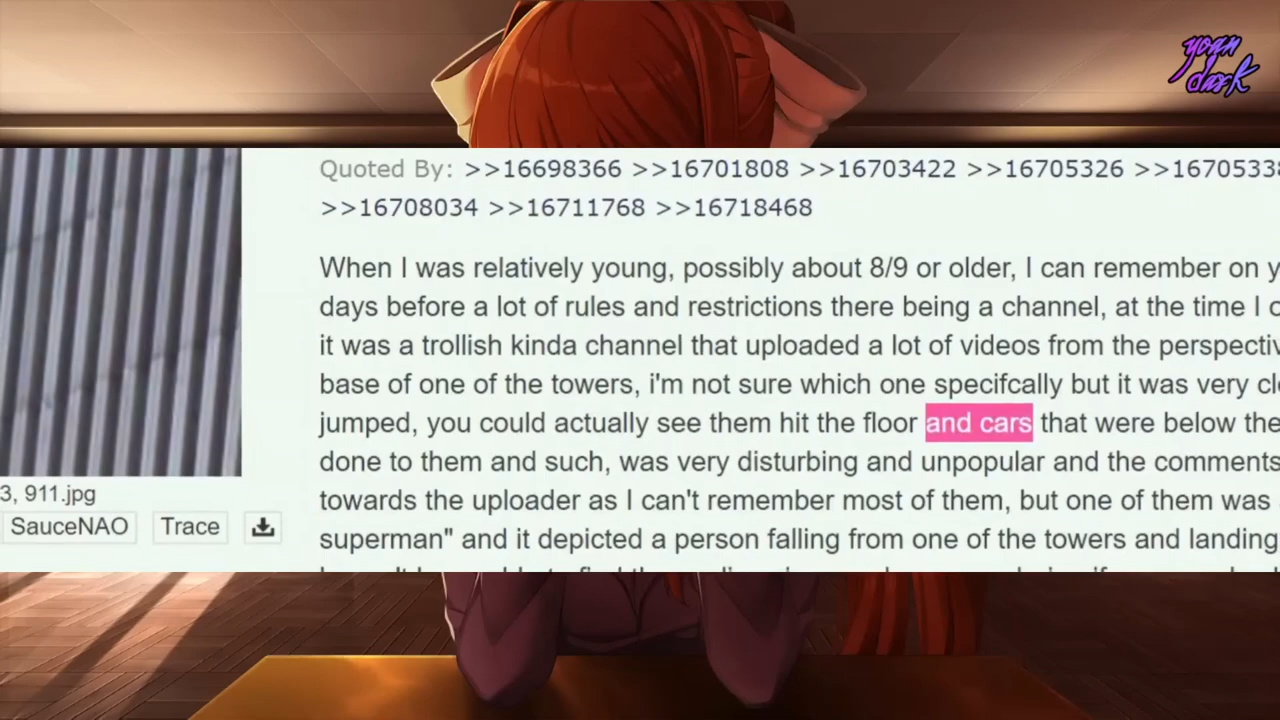 yoan
dark
Quoted By: >>16698366 >>16701808 >>16703422 >>16705326 >>1670533
>>16708034 >>16711768 >>16718468
When I was relatively young, possibly about 8/9 or older, I can remember on y
days before a lot of rules and restrictions there being a channel, at the time I
it was a trollish kinda channel that uploaded a lot of videos from the perspectiv
base of one of the towers, i'm not sure which one specifcally but it was very cl
jumped, you could actually see them hit the floor and cars that were below the
done to them and such, was very disturbing and unpopular and the comments
towards the uploader as I can't remember most of them, but one of them was
superman" and it depicted a person falling from one of the towers and landing
3, 911.jpg
SauceNAO Trace